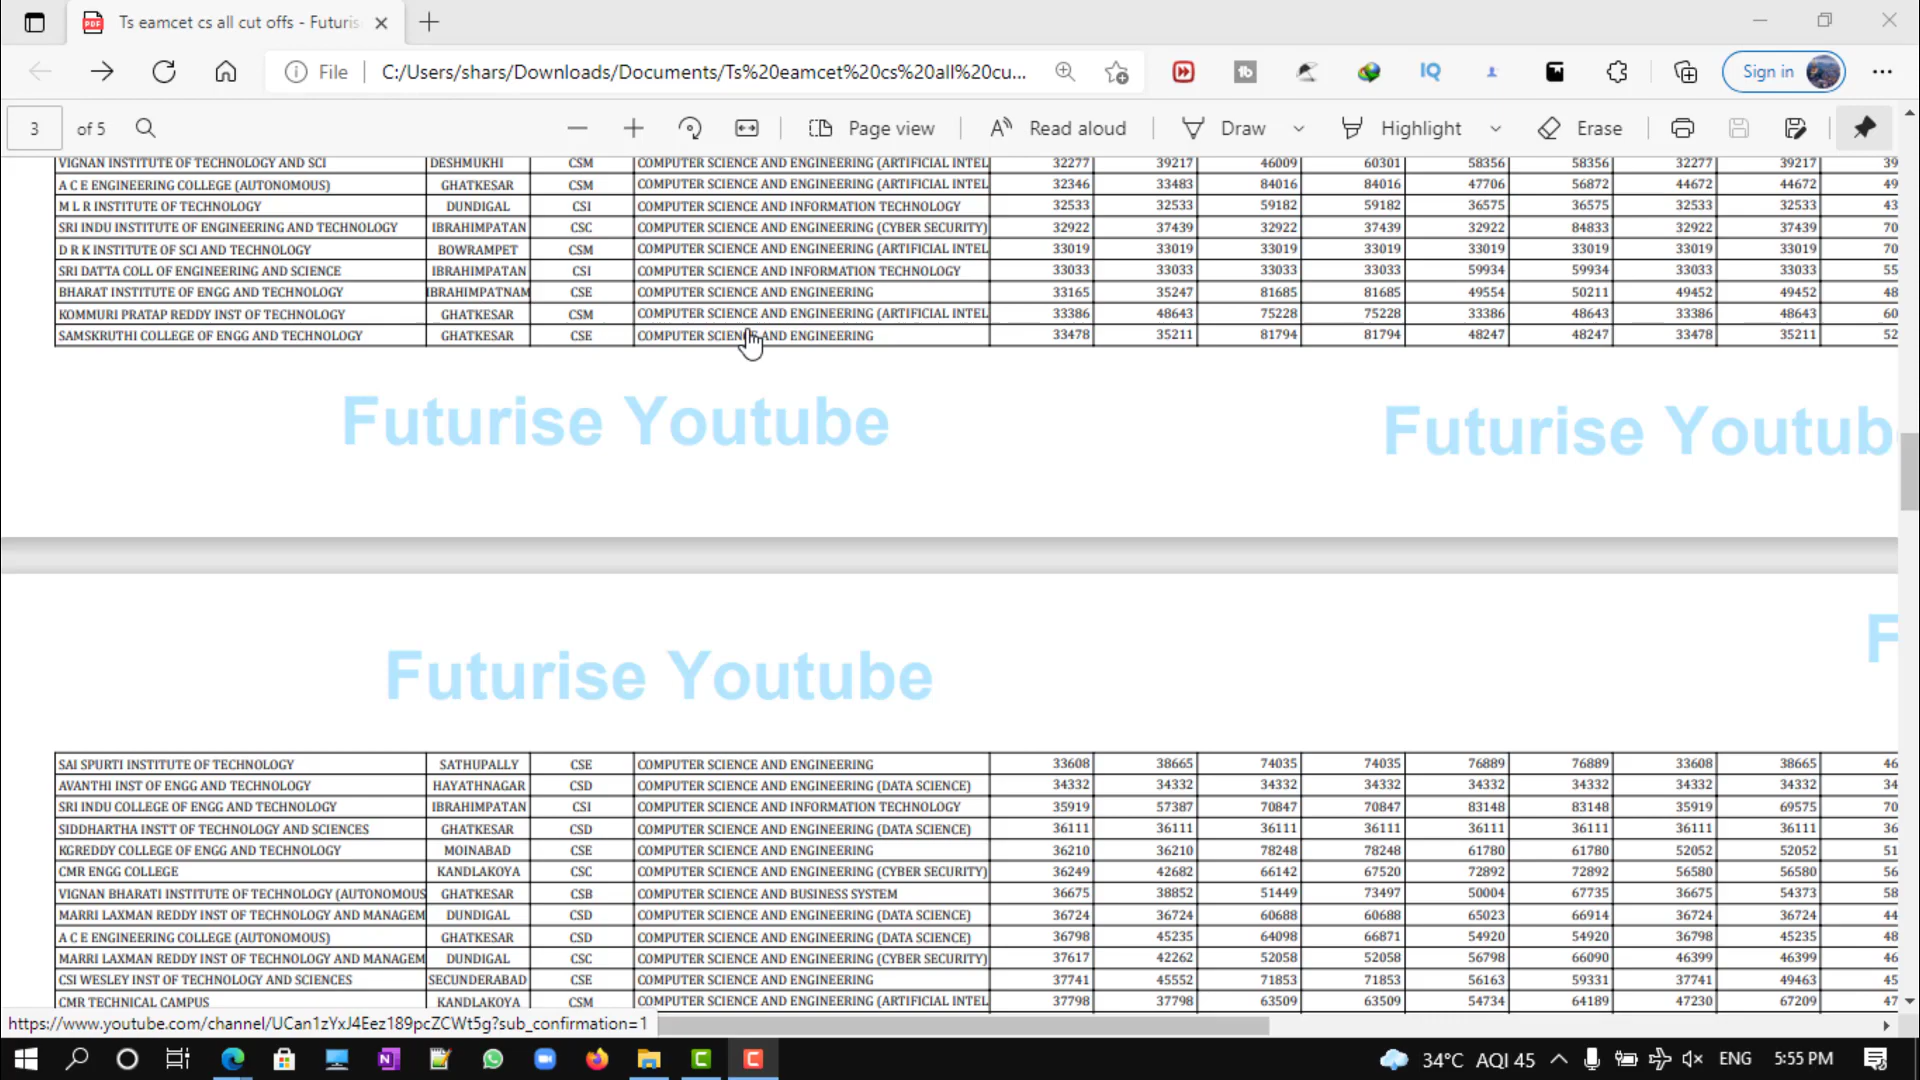 Ts eamcet cs all cut offs - Futuris
File C:/Users/shars/Downloads/Documents/Ts%20eamcet%20cs%20all%20cu... Sign in
3 of 5 Page view Read aloud Draw Highlight Erase
VIGNAN INSTITUTE OF TECHNOLOGY AND SCI DESHMUKHI CSM COMPUTER SCIENCE AND ENGINEERING (ARTIFICIAL INTEL 32277 39217 46009 60301 58356 58356 32277 39217 39
A C E ENGINEERING COLLEGE (AUTONOMOUS) GHATKESAR CSM COMPUTER SCIENCE AND ENGINEERING (ARTIFICIAL INTEL 32346 33483 84016 84016 47706 56872 44672 44672 49
M L R INSTITUTE OF TECHNOLOGY DUNDIGAL CSI COMPUTER SCIENCE AND INFORMATION TECHNOLOGY 32533 32533 59182 59182 36575 36575 32533 32533 43
SRI INDU INSTITUTE OF ENGINEERING AND TECHNOLOGY IBRAHIMPATAN CSC COMPUTER SCIENCE AND ENGINEERING (CYBER SECURITY) 32922 37439 32922 37439 32922 84833 32922 37439 70
D R K INSTITUTE OF SCI AND TECHNOLOGY BOWRAMPET CSM COMPUTER SCIENCE AND ENGINEERING (ARTIFICIAL INTEL 33019 33019 33019 33019 33019 33019 33019 33019 70
SRI DATTA COLL OF ENGINEERING AND SCIENCE IBRAHIMPATAN CSI COMPUTER SCIENCE AND INFORMATION TECHNOLOGY 33033 33033 33033 33033 59934 59934 33033 33033 55
BHARAT INSTITUTE OF ENGG AND TECHNOLOGY IBRAHIMPATNAM CSE COMPUTER SCIENCE AND ENGINEERING 33165 35247 81685 81685 49554 50211 49452 49452 48
KOMMURI PRATAP REDDY INST OF TECHNOLOGY GHATKESAR CSM COMPUTER SCIENCE AND ENGINEERING (ARTIFICIAL INTEL 33386 48643 75228 75228 33386 48643 33386 48643 60
SAMSKRUTHI COLLEGE OF ENGG AND TECHNOLOGY GHATKESAR CSE COMPUTER SCIENCE AND ENGINEERING 33478 35211 81794 81794 48247 48247 33478 35211 52
Futurise Youtube Futurise Youtub
F
Futurise Youtube
SAI SPURTI INSTITUTE OF TECHNOLOGY SATHUPALLY CSE COMPUTER SCIENCE AND ENGINEERING 33608 38665 74035 74035 76889 76889 33608 38665 46
AVANTHI INST OF ENGG AND TECHNOLOGY HAYATHNAGAR CSD COMPUTER SCIENCE AND ENGINEERING (DATA SCIENCE) 34332 34332 34332 34332 34332 34332 34332 34332 34
SRI INDU COLLEGE OF ENGG AND TECHNOLOGY IBRAHIMPATAN CSI COMPUTER SCIENCE AND INFORMATION TECHNOLOGY 35919 57387 70847 70847 83148 83148 35919 69575 70
SIDDHARTHA INSTT OF TECHNOLOGY AND SCIENCES GHATKESAR CSD COMPUTER SCIENCE AND ENGINEERING (DATA SCIENCE) 36111 36111 36111 36111 36111 36111 36111 36111 36
KGREDDY COLLEGE OF ENGG AND TECHNOLOGY MOINABAD CSE COMPUTER SCIENCE AND ENGINEERING 36210 36210 78248 78248 61780 61780 52052 52052 51
CMR ENGG COLLEGE KANDLAKOYA CSC COMPUTER SCIENCE AND ENGINEERING (CYBER SECURITY) 36249 42682 66142 67520 72892 72892 56580 56580 56
VIGNAN BHARATI INSTITUTE OF TECHNOLOGY (AUTONOMOUS GHATKESAR CSB COMPUTER SCIENCE AND BUSINESS SYSTEM 36675 38852 51449 73497 50004 67735 36675 54373 58
MARRI LAXMAN REDDY INST OF TECHNOLOGY AND MANAGEM DUNDIGAL CSD COMPUTER SCIENCE AND ENGINEERING (DATA SCIENCE) 36724 36724 60688 60688 65023 66914 36724 36724 44
A C E ENGINEERING COLLEGE (AUTONOMOUS) GHATKESAR CSD COMPUTER SCIENCE AND ENGINEERING (DATA SCIENCE) 36798 45235 64098 66871 54920 54920 36798 45235 48
MARRI LAXMAN REDDY INST OF TECHNOLOGY AND MANAGEM DUNDIGAL CSC COMPUTER SCIENCE AND ENGINEERING (CYBER SECURITY) 37617 42262 52058 52058 56798 66090 46399 46399 46
CSI WESLEY INST OF TECHNOLOGY AND SCIENCES SECUNDERABAD CSE COMPUTER SCIENCE AND ENGINEERING 37741 45552 71853 71853 56163 59331 37741 49463 45
CMR TECHNICAL CAMPUS KANDLAKOYA CSM COMPUTER SCIENCE AND ENGINEERING (ARTIFICIAL INTEL 37798 37798 63509 63509 54734 64189 47230 67209 47
https://www.youtube.com/channel/UCan1zYxJ4Eez189pcZCWt5g?sub_confirmation=1
34°C AQI 45 ENG 5:55 PM